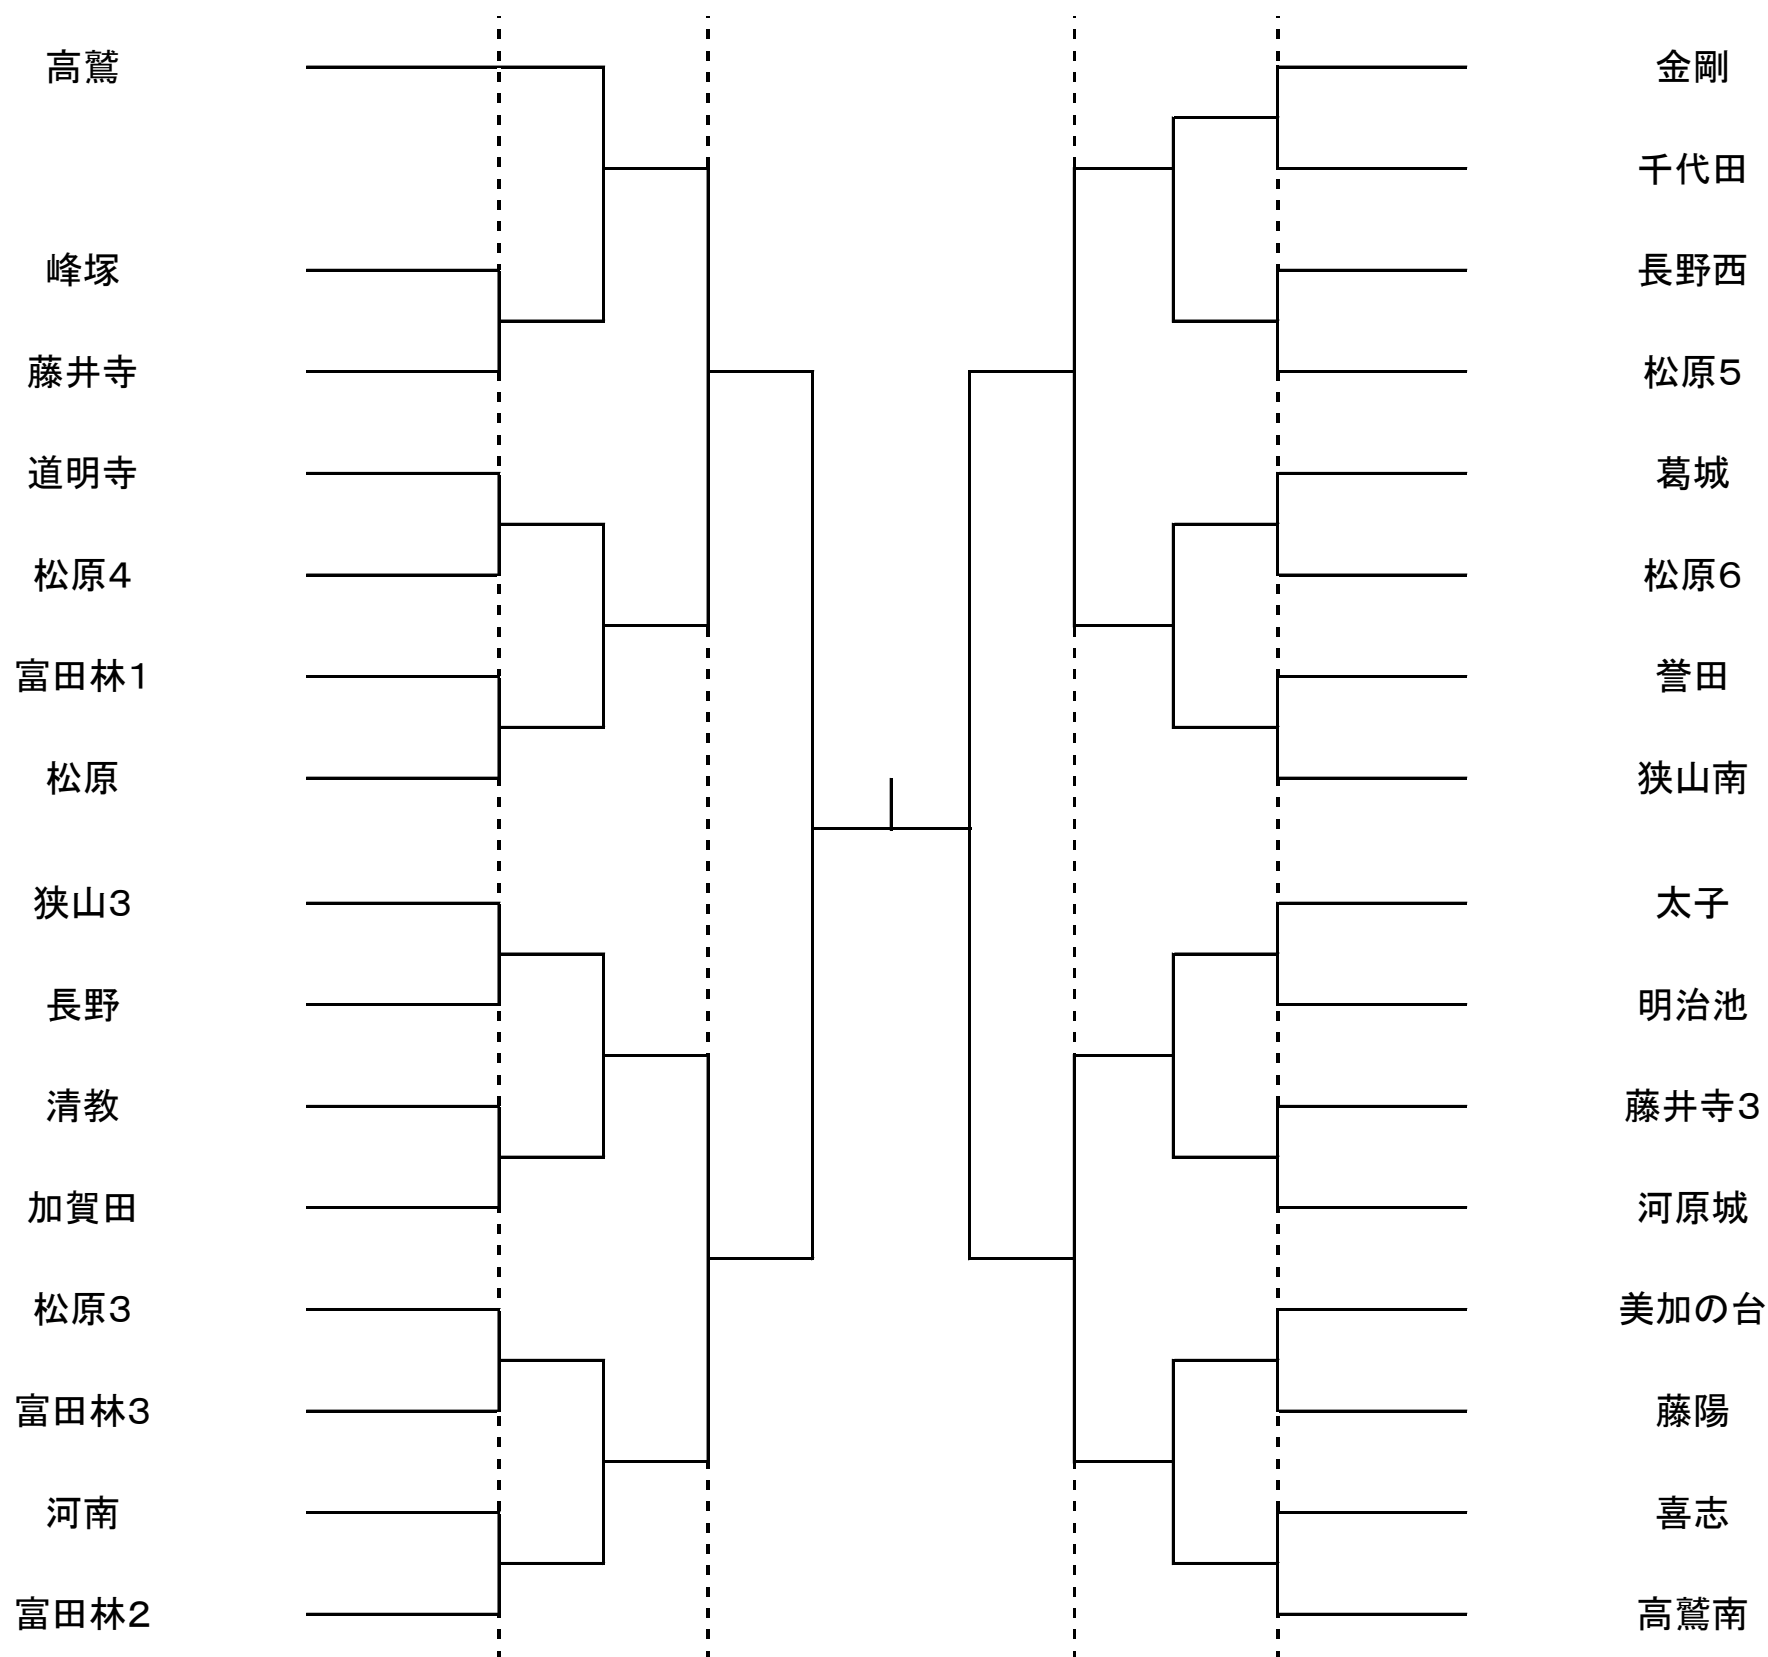 高鷲
峰塚
藤井寺
道明寺
松原4
富田林1
松原
狭山3
長野
清教
加賀田
松原3
富田林3
河南
富田林2
金剛
千代田
長野西
松原5
葛城
松原6
誉田
狭山南
太子
明治池
藤井寺3
河原城
美加の台
藤陽
喜志
高鷲南